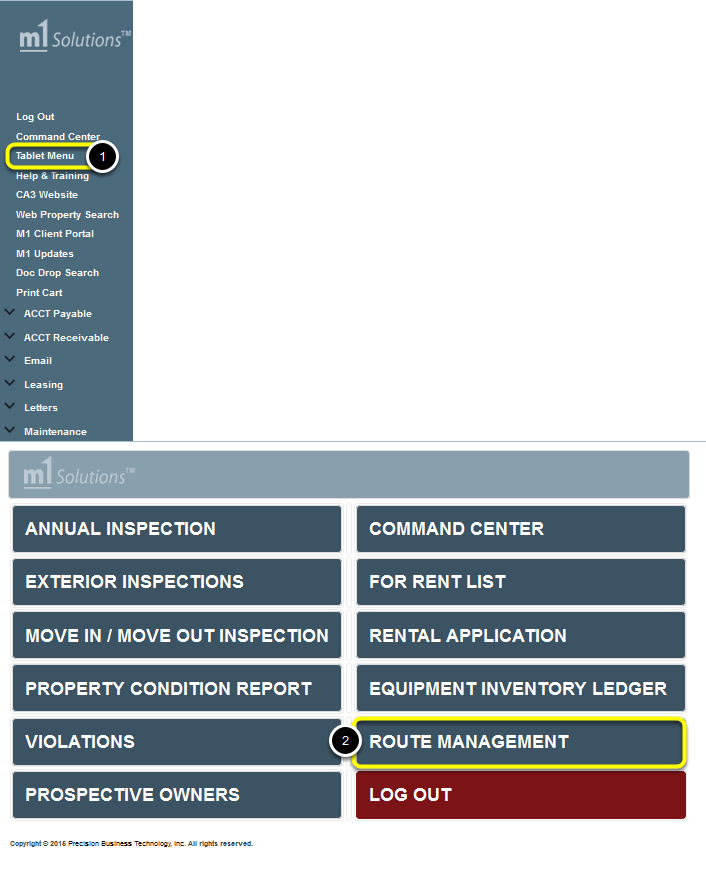 m1 Solutions™
Log Out
Command Center
Tablet Menu
1
Help & Training
CA3 Website
Web Property Search
M1 Client Portal
M1 Updates
Doc Drop Search
Print Cart
ACCT Payable
ACCT Receivable
Email
Leasing
Letters
Maintenance
m1 Solutions™
ANNUAL INSPECTION
COMMAND CENTER
EXTERIOR INSPECTIONS
FOR RENT LIST
MOVE IN / MOVE OUT INSPECTION
RENTAL APPLICATION
PROPERTY CONDITION REPORT
EQUIPMENT INVENTORY LEDGER
VIOLATIONS
2
ROUTE MANAGEMENT
PROSPECTIVE OWNERS
LOG OUT
Copyright © 2016 Precision Business Technology, Inc. All rights reserved.